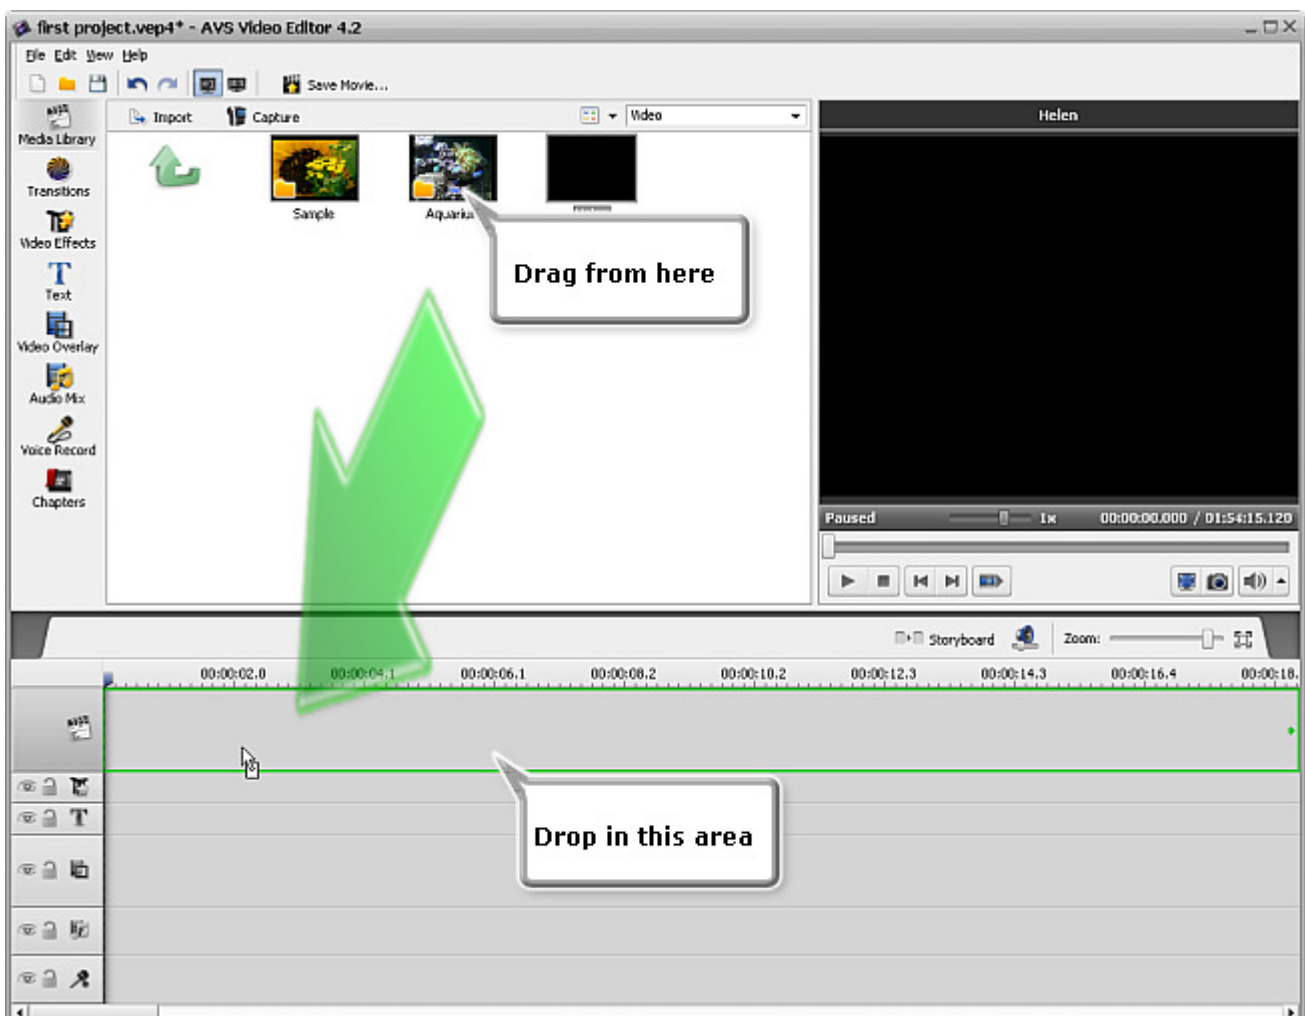 first project.vep4* - AVS Video Editor 4.2
File Edit View Help
Save Movie...
Media Library
Import
Capture
Video
Helen
Transitions
Sample
Aquariu
Video Effects
Drag from here
Text
Video Overlay
Audio Mix
Voice Record
Chapters
Paused
1x
00:00:00.000 / 01:54:15.120
Storyboard
Zoom:
00:00:02.0
00:00:04.1
00:00:06.1
00:00:08.2
00:00:10.2
00:00:12.3
00:00:14.3
00:00:16.4
00:00:18.
Drop in this area